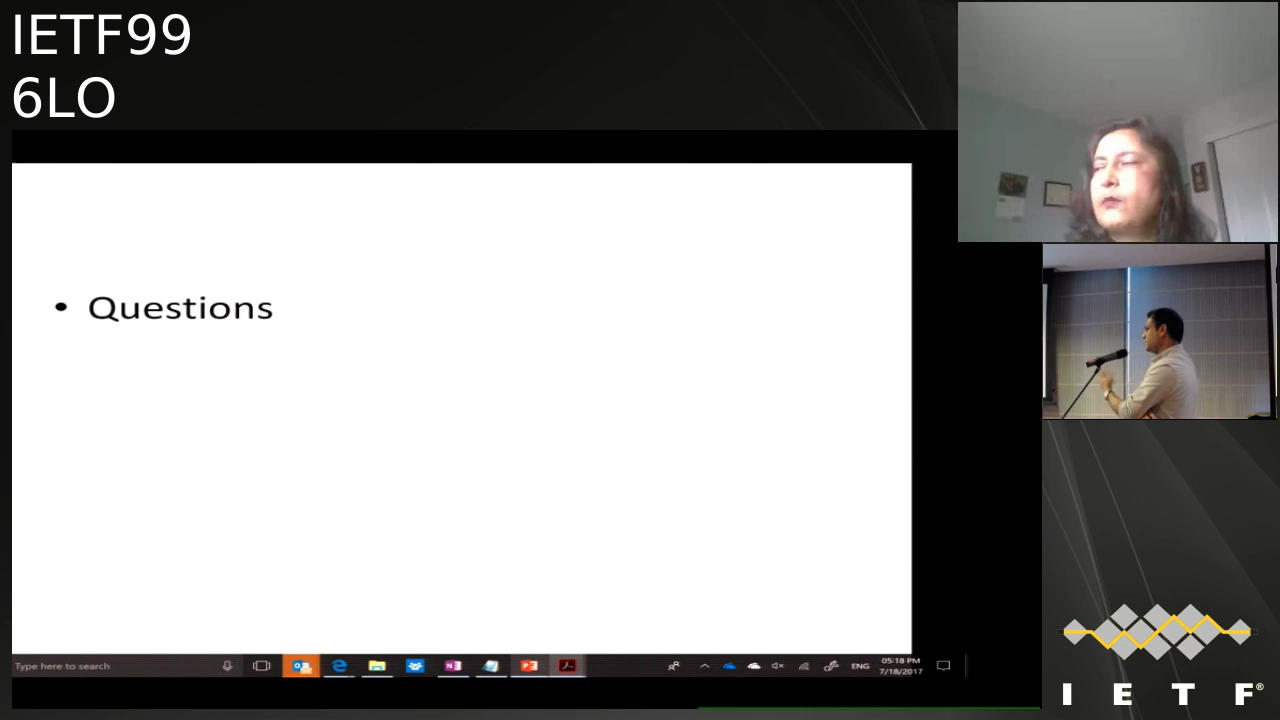 IETF99
6LO
• Questions
Type here to search
ENG
05:18 PM
7/18/2017
I E T F®